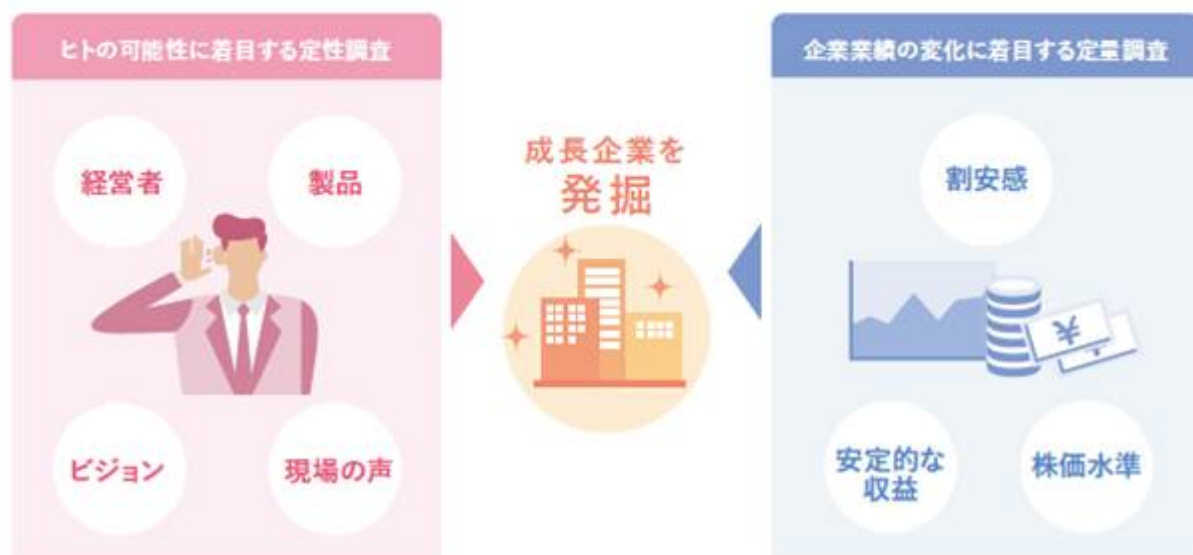 ヒトの可能性に着目する定性調査
経営者
製品
ビジョン
現場の声
成長企業を
発掘
企業業績の変化に着目する定量調査
割安感
¥
安定的な
収益
株価水準